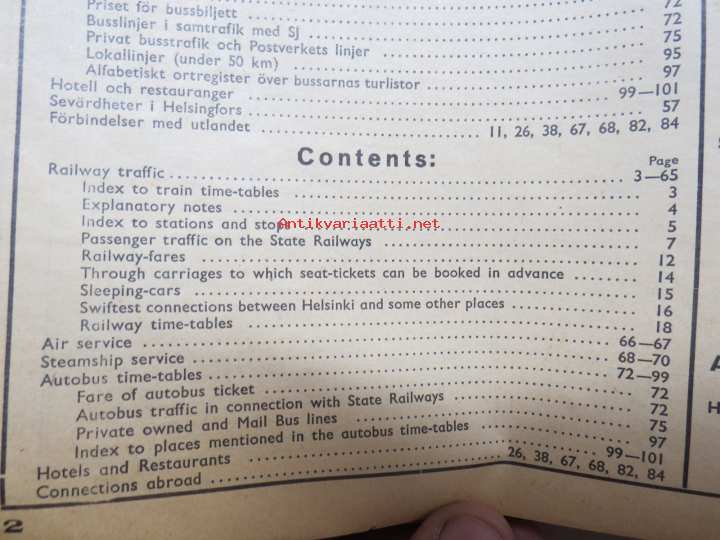 Priset för bussbiljett 72
Busslinjer i samtrafik med SJ 72
Privat busstrafik och Postverkets linjer 75
Lokallinjer (under 50 km) 95
Alfabetiskt ortregister över bussarnas turlistor 97
Hotell och restauranger 99—101
Sevärdheter i Helsingfors 57
Förbindelser med utlandet 11, 26, 38, 67, 68, 82, 84
Contents:
Page
Railway traffic 3—65
Index to train time-tables 3
Explanatory notes 4
Index to stations and stops 5
Antikvariaatti.net
Passenger traffic on the State Railways 7
Railway-fares 12
Through carriages to which seat-tickets can be booked in advance 14
Sleeping-cars 15
Swiftest connections between Helsinki and some other places 16
Railway time-tables 18
Air service 66—67
Steamship service 68—70
Autobus time-tables 72—99
Fare of autobus ticket 72
Autobus traffic in connection with State Railways 72
Private owned and Mail Bus lines 75
Index to places mentioned in the autobus time-tables 97
Hotels and Restaurants 99—101
Connections abroad 26, 38, 67, 68, 82, 84
2